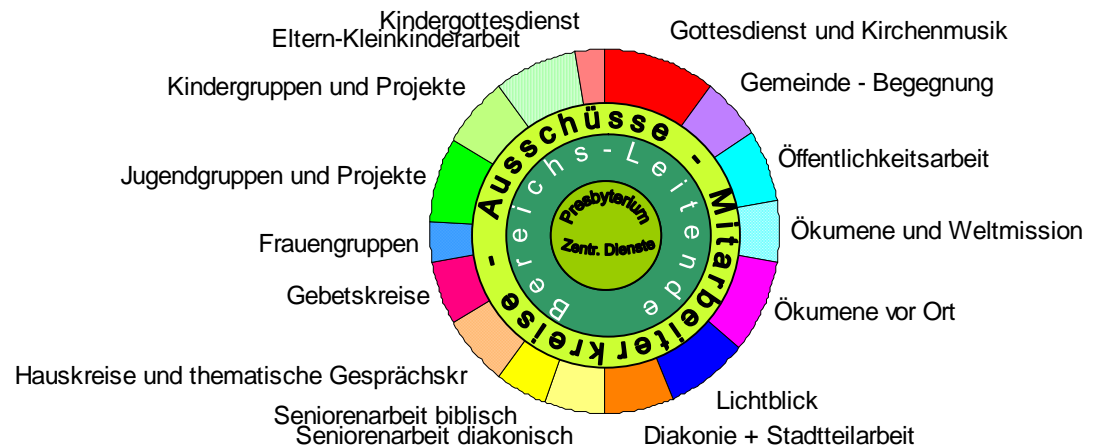 Kindergottesdienst
Eltern-Kleinkinderarbeit
Kindergruppen und Projekte
Jugendgruppen und Projekte
Frauengruppen
Gebetskreise
Hauskreise und thematische Gesprächskr
Seniorenarbeit biblisch
Seniorenarbeit diakonisch
Gottesdienst und Kirchenmusik
Gemeinde - Begegnung
Öffentlichkeitsarbeit
Ökumene und Weltmission
Ökumene vor Ort
Lichtblick
Diakonie + Stadtteilarbeit
Ausschüsse - Mitarbeiterkreise -
Bereichs-Leitende
Presbyterium
Zentr. Dienste